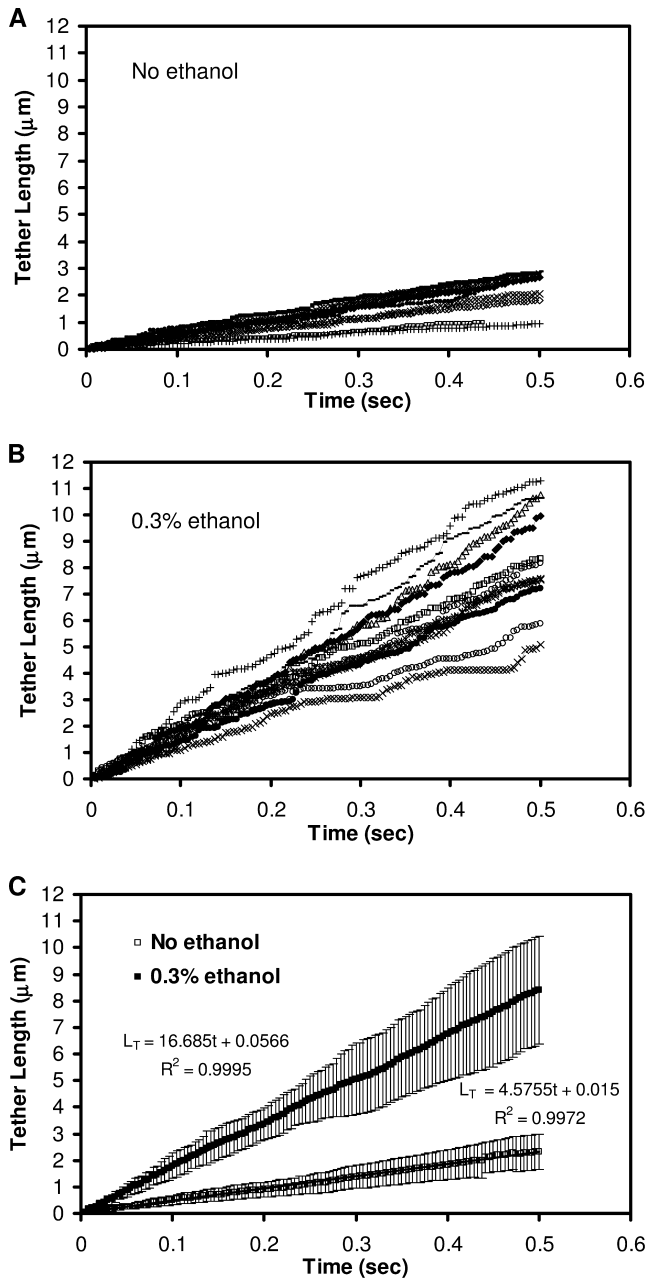 A
12
11
10
9
8
7
6
5
4
3
2
1
0
Tether Length (μm)
No ethanol
0 0.1 0.2 0.3 0.4 0.5 0.6
Time (sec)
B
12
11
10
9
8
7
6
5
4
3
2
1
0
Tether Length (μm)
0.3% ethanol
0 0.1 0.2 0.3 0.4 0.5 0.6
Time (sec)
C
12
11
10
9
8
7
6
5
4
3
2
1
0
Tether Length (μm)
No ethanol
0.3% ethanol
L_T = 16.685t + 0.0566
R² = 0.9995
L_T = 4.5755t + 0.015
R² = 0.9972
0 0.1 0.2 0.3 0.4 0.5 0.6
Time (sec)